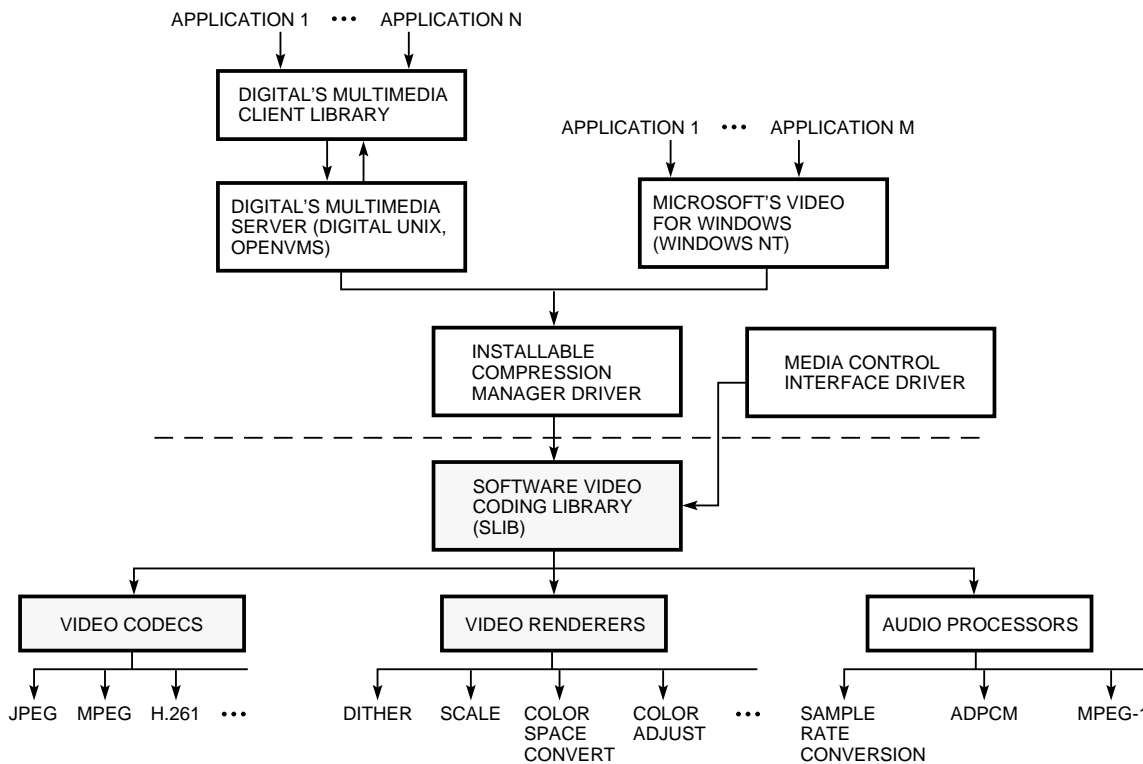 APPLICATION 1 ••• APPLICATION N
DIGITAL'S MULTIMEDIA
CLIENT LIBRARY
APPLICATION 1 ••• APPLICATION M
DIGITAL'S MULTIMEDIA
SERVER (DIGITAL UNIX,
OPENVMS)
MICROSOFT'S VIDEO
FOR WINDOWS
(WINDOWS NT)
INSTALLABLE
COMPRESSION
MANAGER DRIVER
MEDIA CONTROL
INTERFACE DRIVER
SOFTWARE VIDEO
CODING LIBRARY
(SLIB)
VIDEO CODECS
VIDEO RENDERERS
AUDIO PROCESSORS
JPEG
MPEG
H.261
•••
DITHER
SCALE
COLOR
SPACE
CONVERT
COLOR
ADJUST
•••
SAMPLE
RATE
CONVERSION
ADPCM
MPEG-1